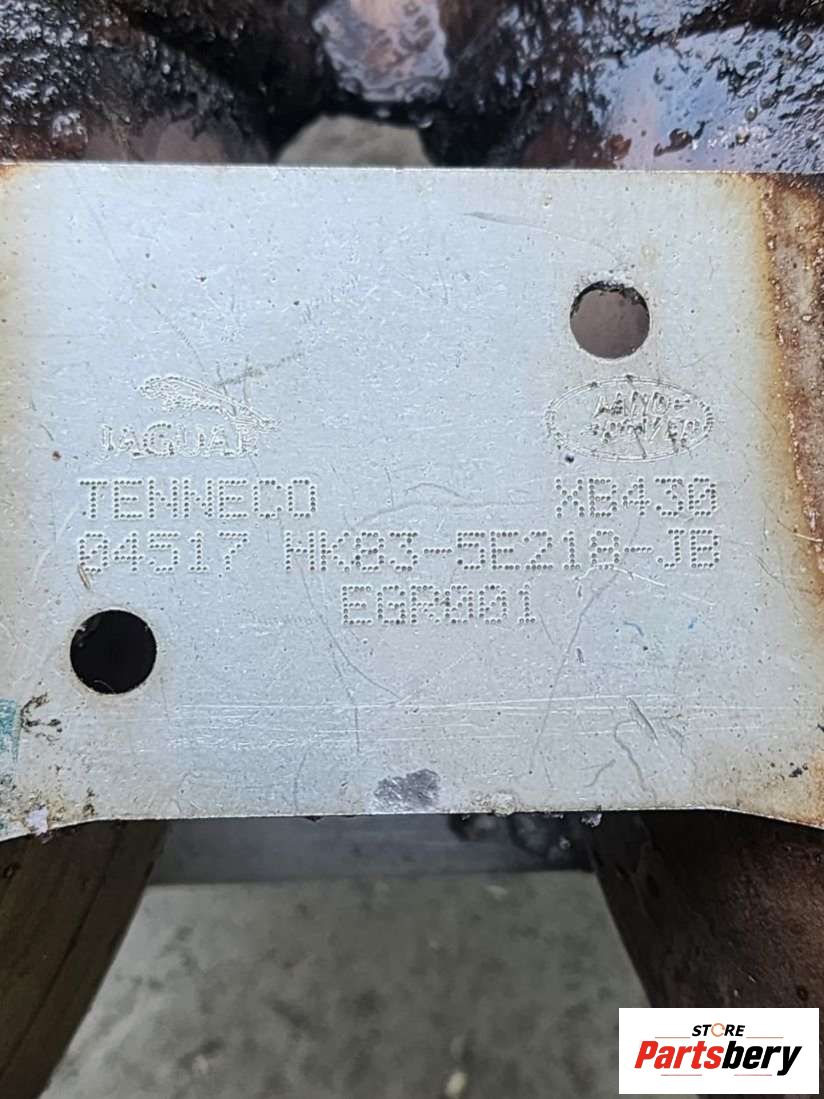 JAGUAR
LAND ROVER
TENNECO XB430
04517 HK83-5E218-JB
EGR001
STORE
Partsbery